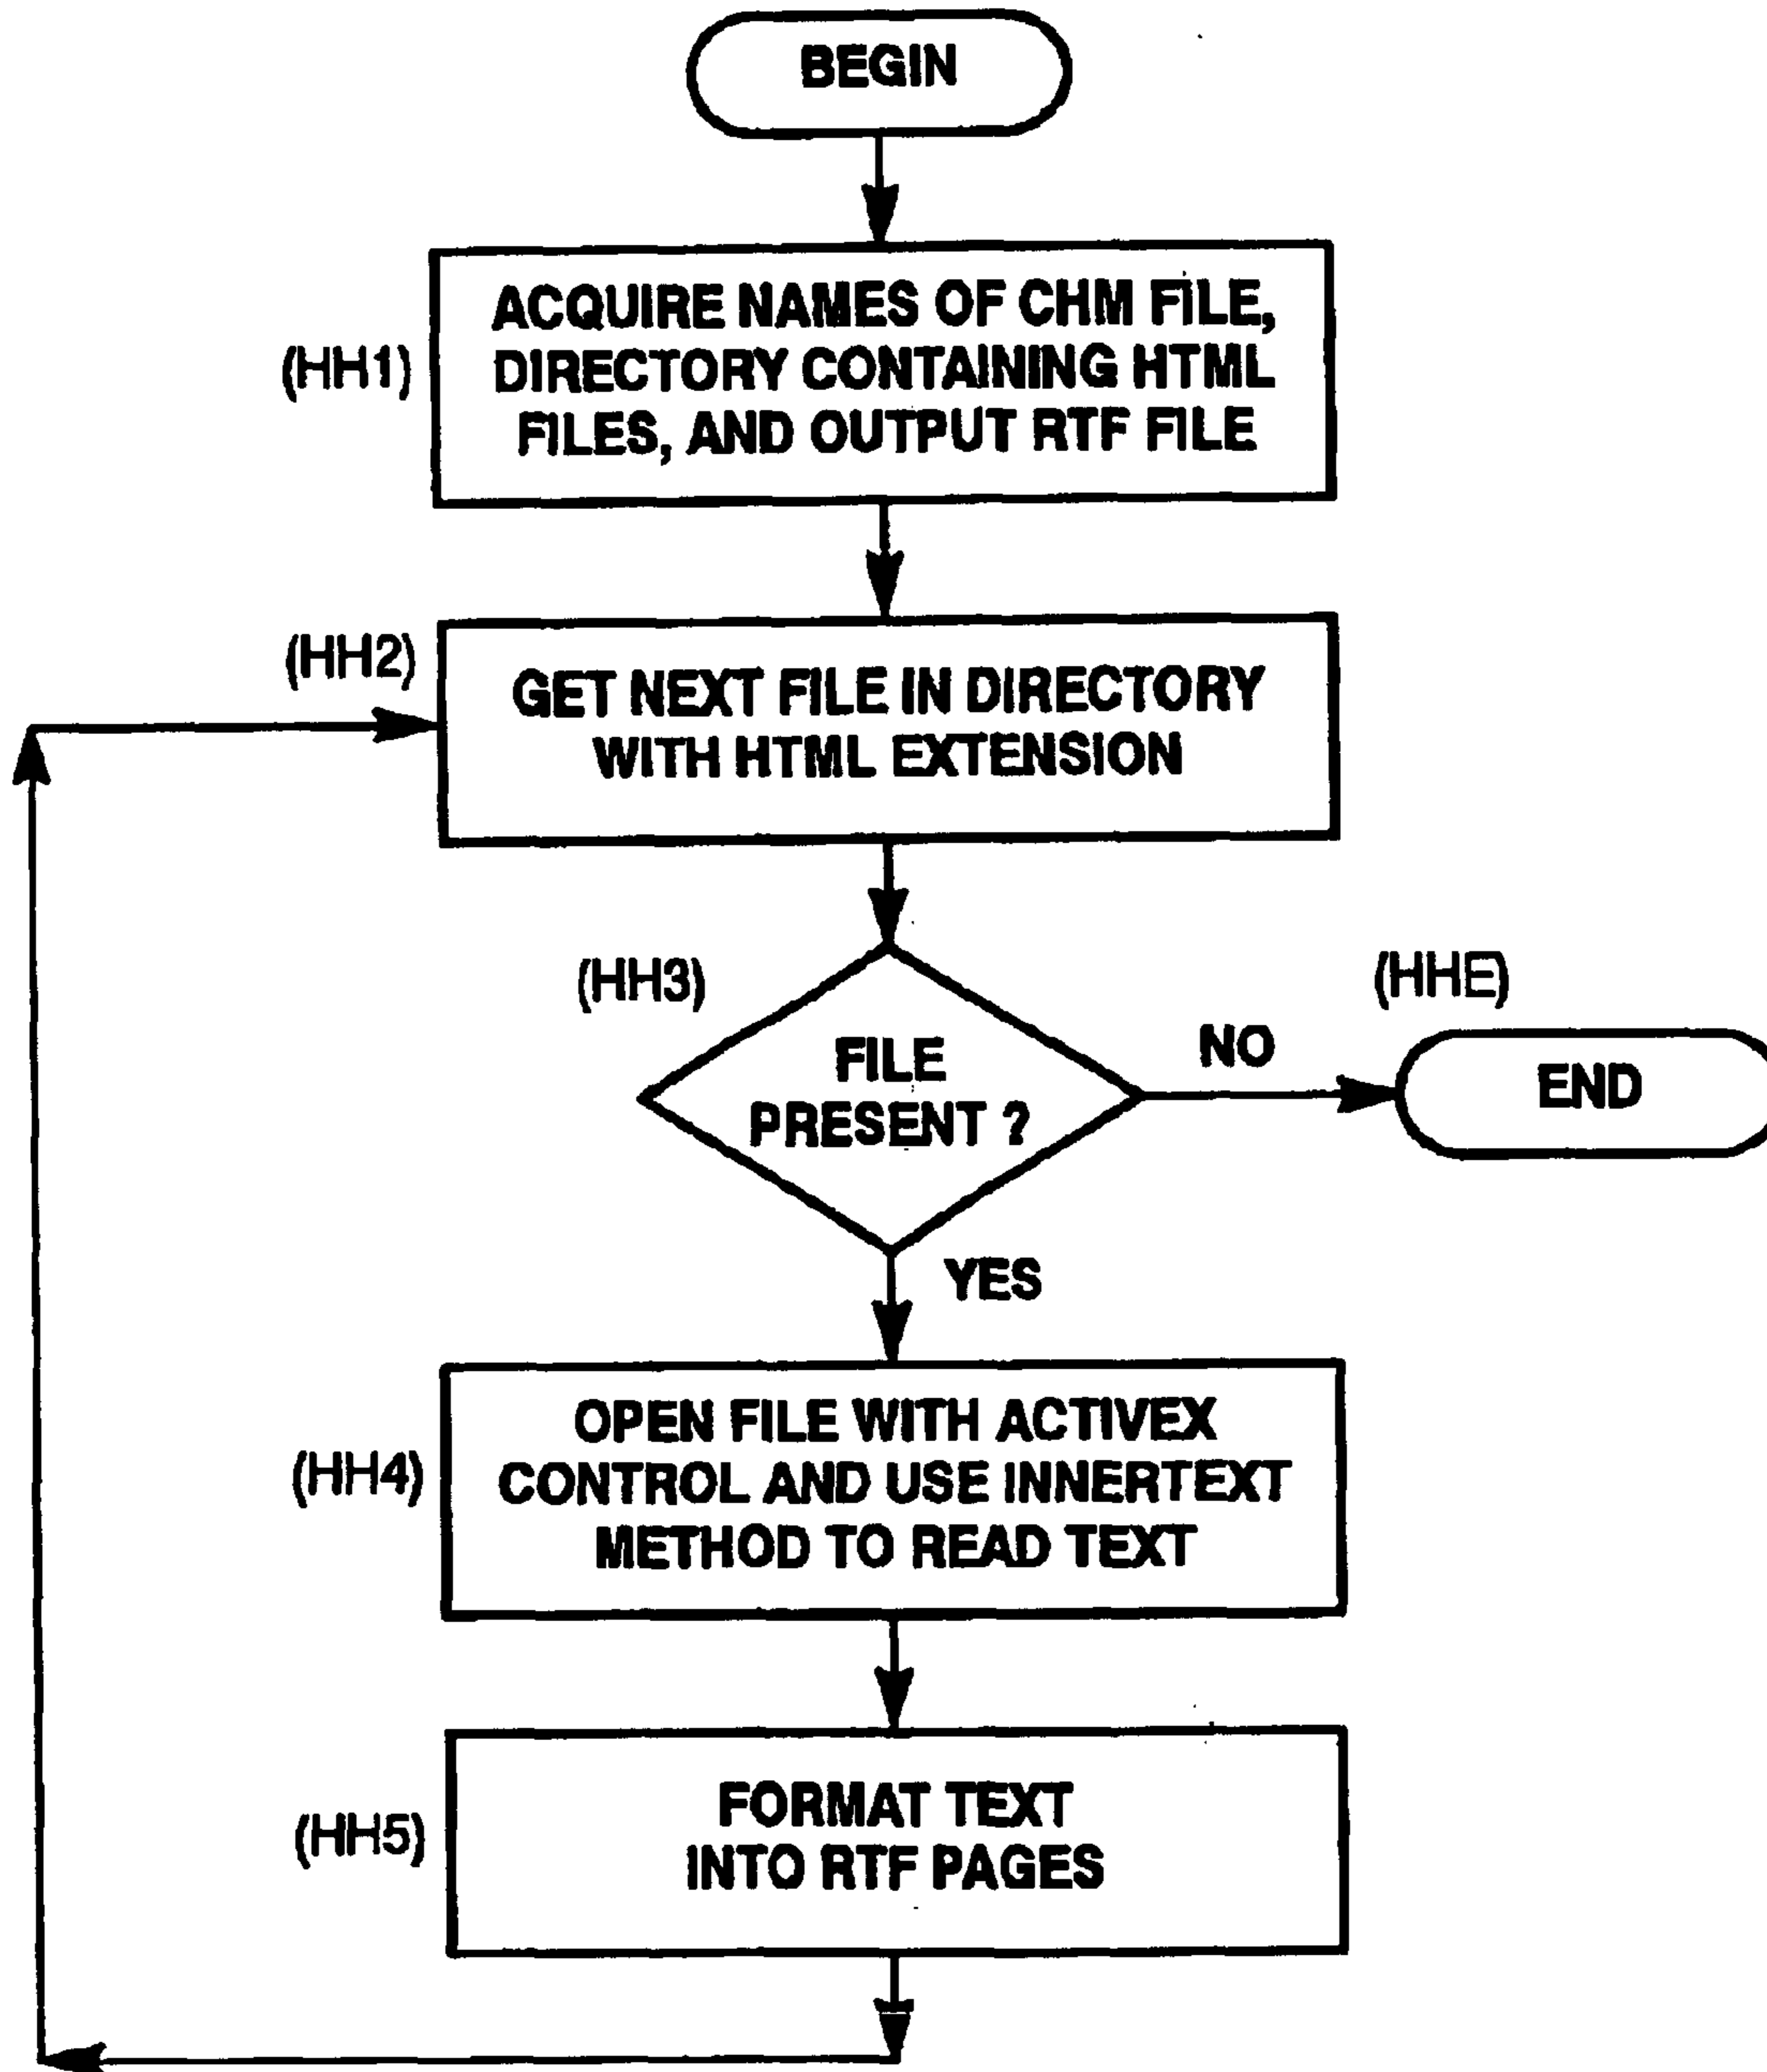 BEGIN
(HH1)
ACQUIRE NAMES OF CHM FILE,
DIRECTORY CONTAINING HTML
FILES, AND OUTPUT RTF FILE
(HH2)
GET NEXT FILE IN DIRECTORY
WITH HTML EXTENSION
(HH3)
FILE
PRESENT ?
NO
(HHE)
END
YES
(HH4)
OPEN FILE WITH ACTIVEX
CONTROL AND USE INNERTEXT
METHOD TO READ TEXT
(HH5)
FORMAT TEXT
INTO RTF PAGES